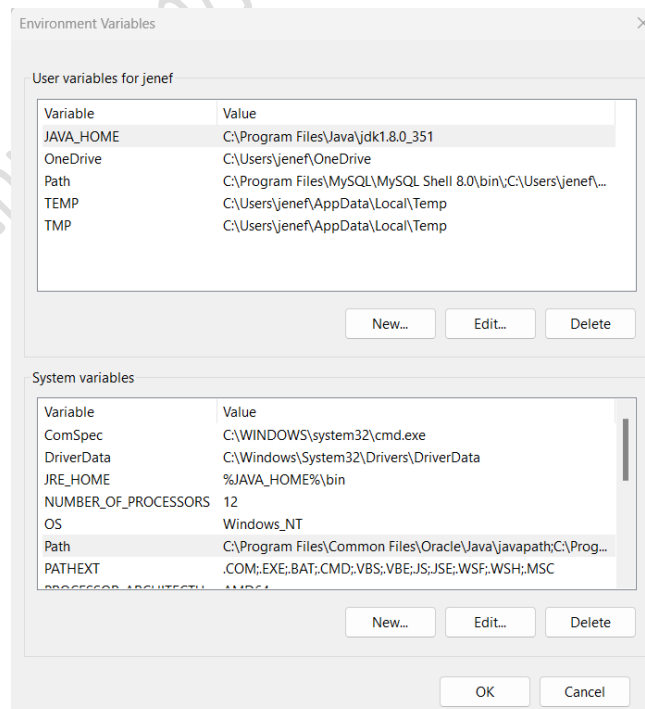 Environment Variables
User variables for jenef
Variable Value
JAVA_HOME C:\Program Files\Java\jdk1.8.0_351
OneDrive C:\Users\jenef\OneDrive
Path C:\Program Files\MySQL\MySQL Shell 8.0\bin\;C:\Users\jenef\...
TEMP C:\Users\jenef\AppData\Local\Temp
TMP C:\Users\jenef\AppData\Local\Temp
New... Edit... Delete
System variables
Variable Value
ComSpec C:\WINDOWS\system32\cmd.exe
DriverData C:\Windows\System32\Drivers\DriverData
JRE_HOME %JAVA_HOME%\bin
NUMBER_OF_PROCESSORS 12
OS Windows_NT
Path C:\Program Files\Common Files\Oracle\Java\javapath;C:\Prog...
PATHEXT .COM;.EXE;.BAT;.CMD;.VBS;.VBE;.JS;.JSE;.WSF;.WSH;.MSC
New... Edit... Delete
OK Cancel